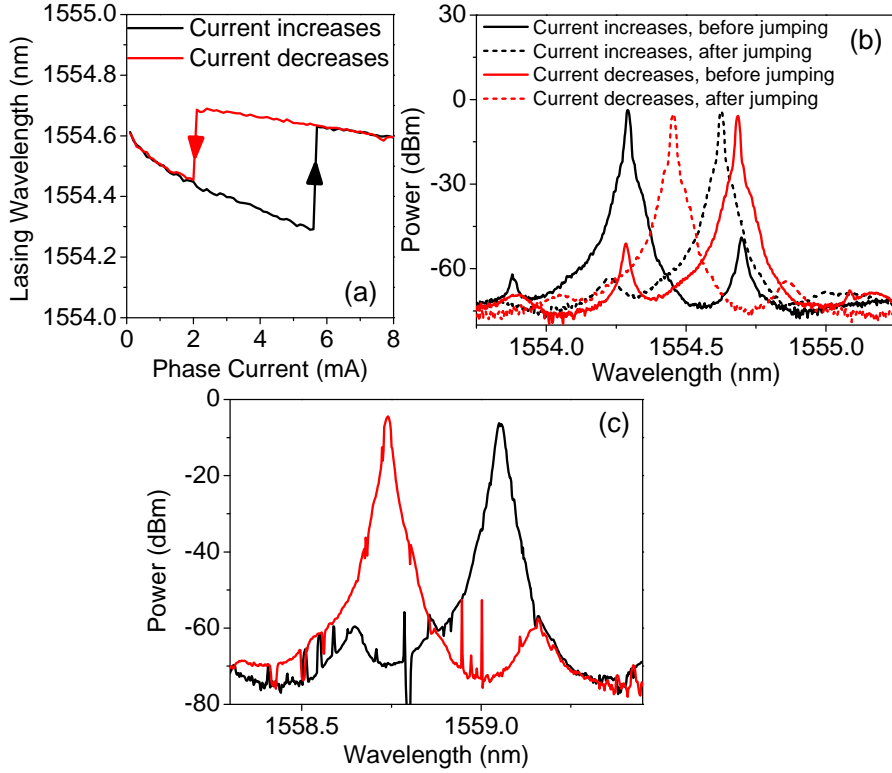 Current increases
Current decreases
(a)
1555.0
1554.8
1554.6
1554.4
1554.2
1554.0
0 2 4 6 8
Lasing Wavelength (nm)
Phase Current (mA)
Current increases, before jumping
Current increases, after jumping
Current decreases, before jumping
Current decreases, after jumping
(b)
30
0
-30
-60
1554.0 1554.5 1555.0
Power (dBm)
Wavelength (nm)
(c)
0
-20
-40
-60
-80
1558.5 1559.0
Power (dBm)
Wavelength (nm)